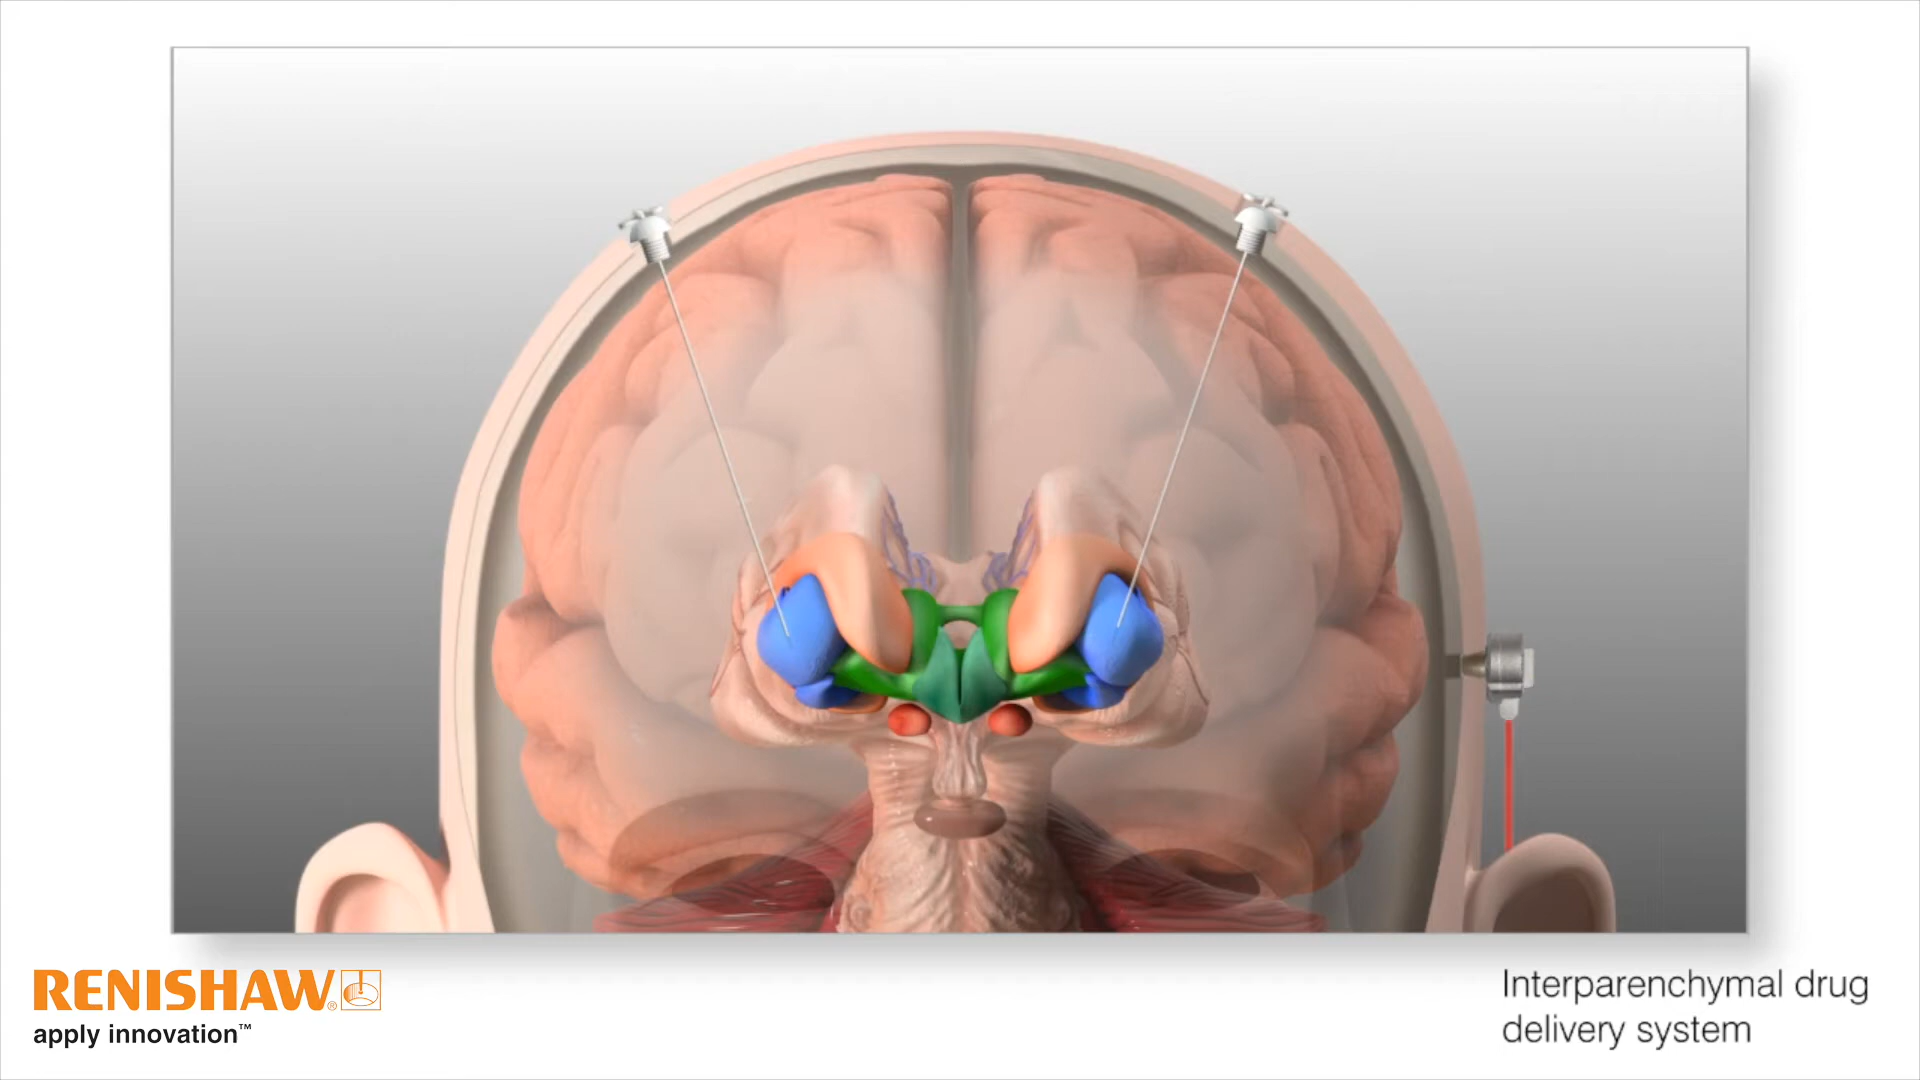 RENISHAW®
apply innovation™
Interparenchymal drug
delivery system